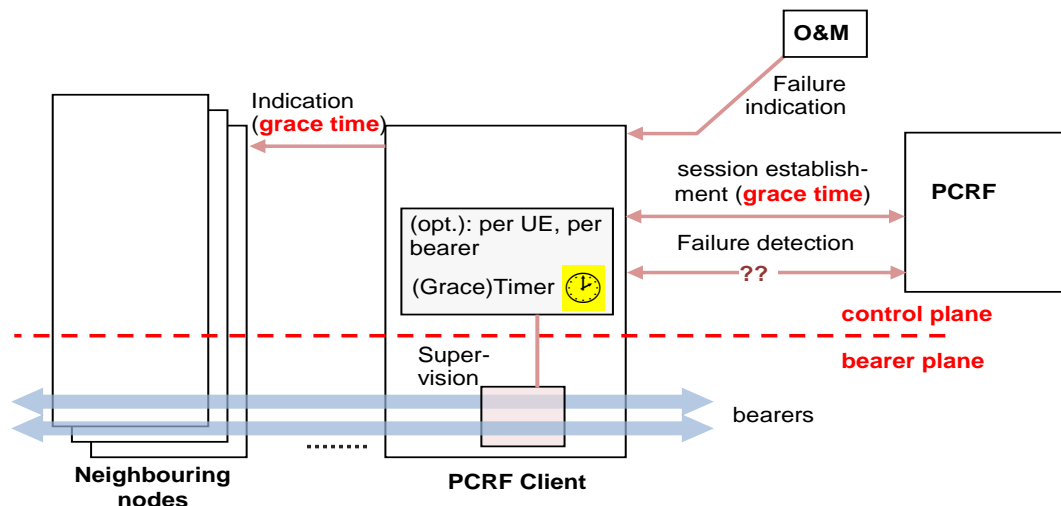 O&M
Failure
indication
Indication
(grace time)
session establish-
ment (grace time)
PCRF
(opt.): per UE, per
bearer
(Grace)Timer
Failure detection
??
control plane
bearer plane
Super-
vision
bearers
........
Neighbouring
nodes
PCRF Client